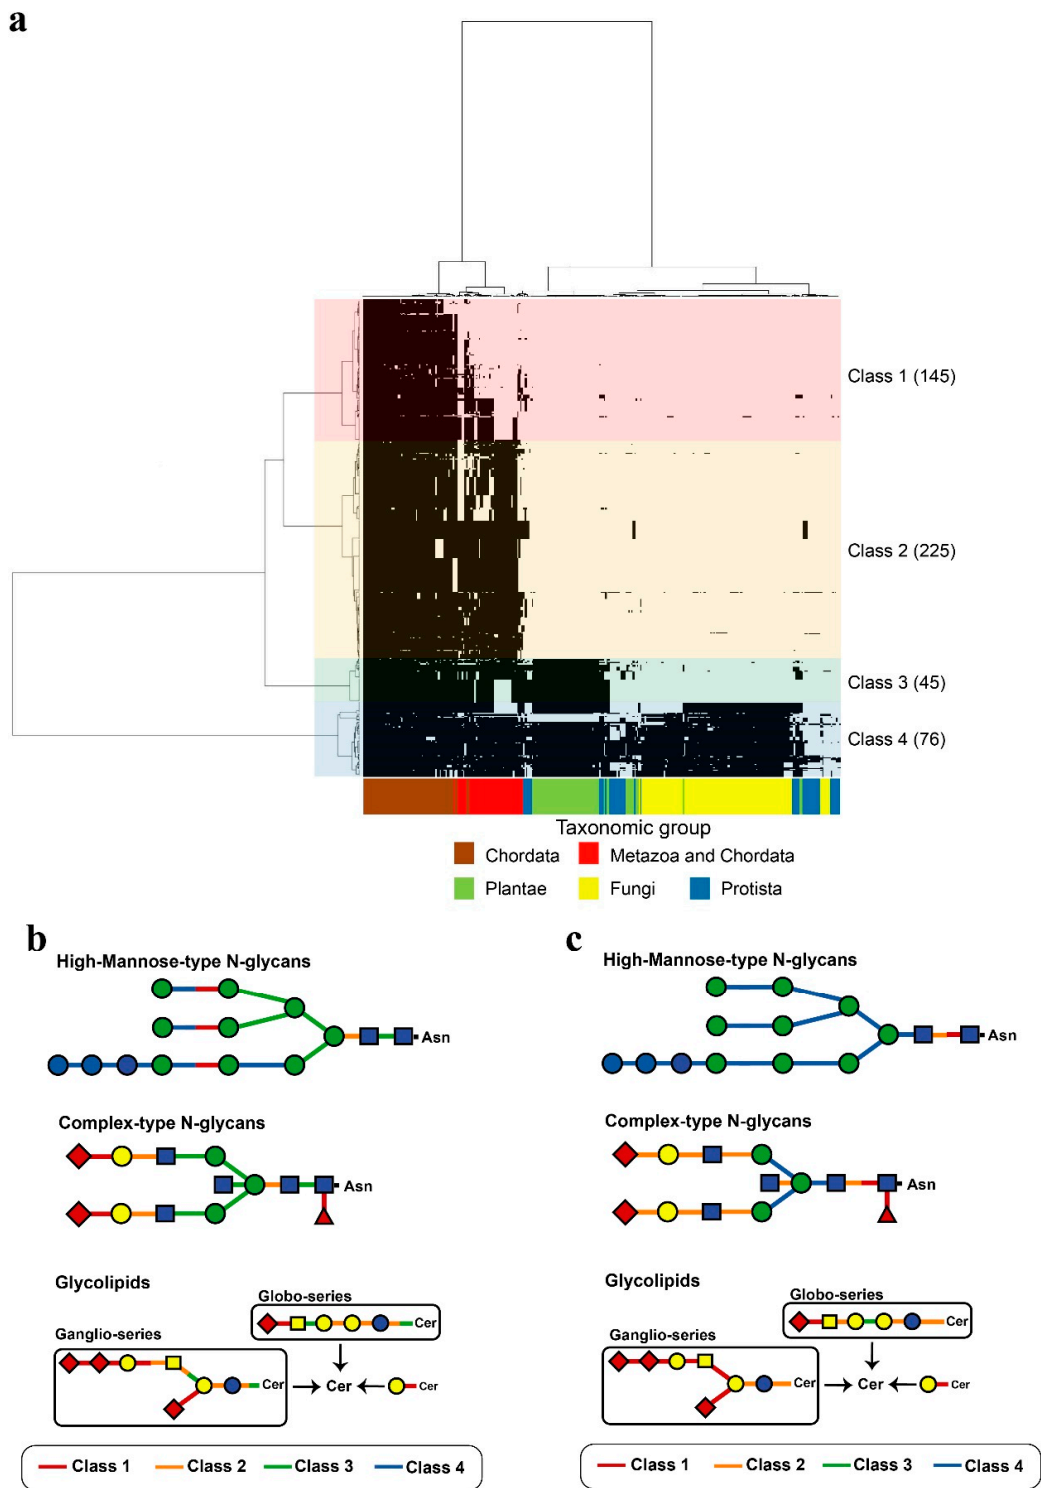 a
Class 1 (145)
Class 2 (225)
Class 3 (45)
Class 4 (76)
Taxonomic group
Chordata
Metazoa and Chordata
Plantae
Fungi
Protista
b
High-Mannose-type N-glycans
Asn
Complex-type N-glycans
Asn
Glycolipids
Globo-series
Cer
Ganglio-series
Cer
Cer
Cer
Class 1
Class 2
Class 3
Class 4
c
High-Mannose-type N-glycans
Asn
Complex-type N-glycans
Asn
Glycolipids
Globo-series
Cer
Ganglio-series
Cer
Cer
Cer
Class 1
Class 2
Class 3
Class 4